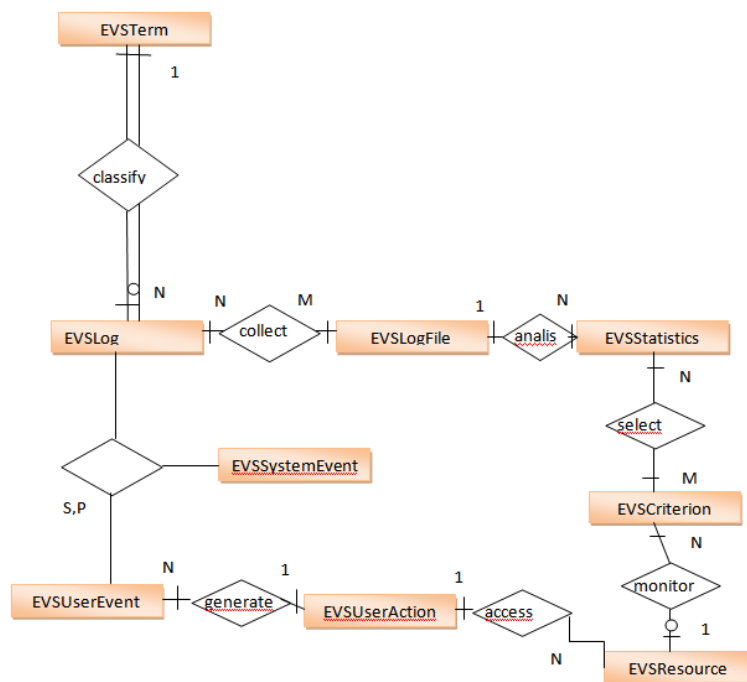 EVSTerm
1
classify
N
N
M
1
N
EVSLog
collect
EVSLogFile
analis
EVSStatistics
N
select
EVSSystemEvent
M
S,P
EVSCriterion
N
N
1
1
monitor
EVSUserEvent
generate
EVSUserAction
access
1
N
EVSResource